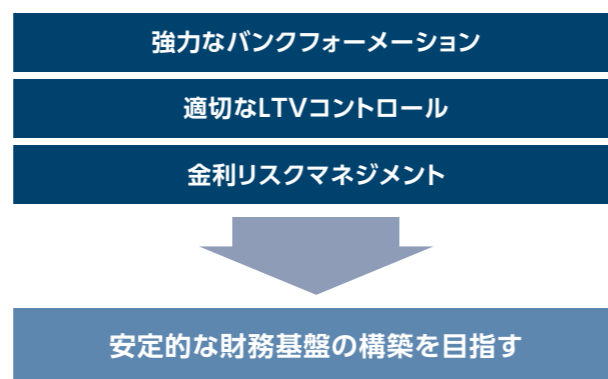 強力なバンクフォーメーション
適切なLTVコントロール
金利リスクマネジメント
安定的な財務基盤の構築を目指す